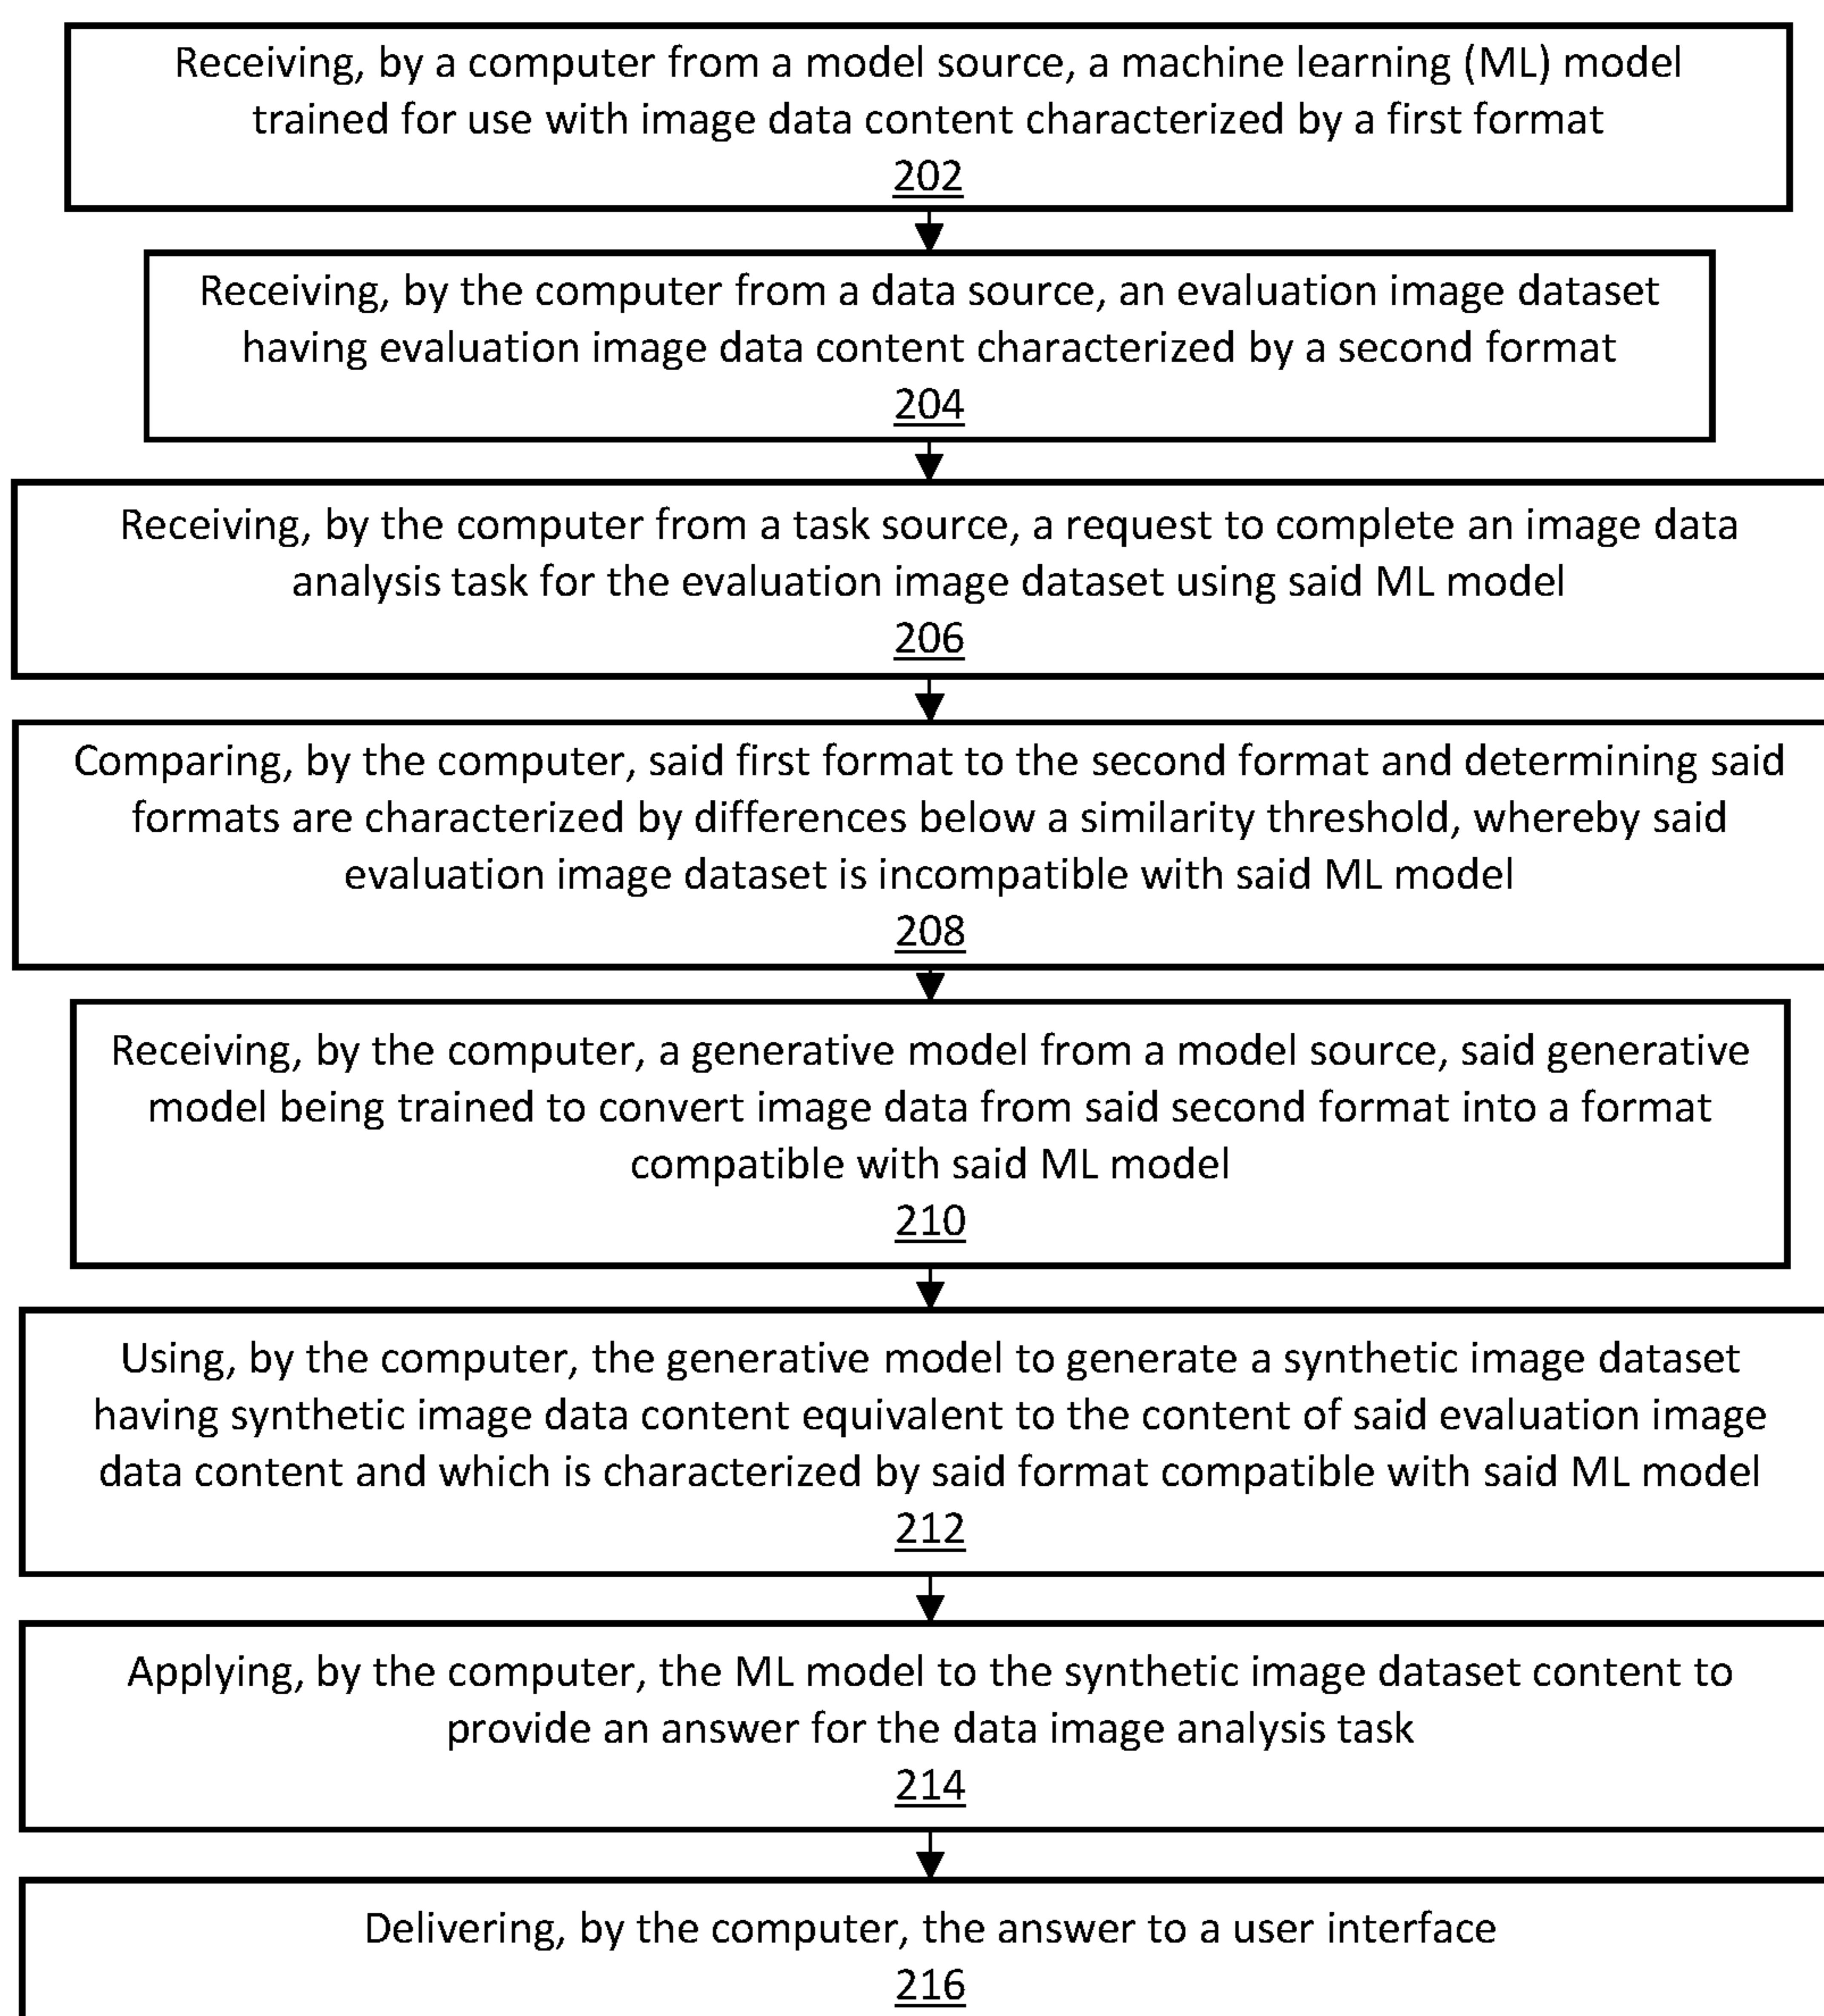 Receiving, by a computer from a model source, a machine learning (ML) model
trained for use with image data content characterized by a first format
202
Receiving, by the computer from a data source, an evaluation image dataset
having evaluation image data content characterized by a second format
204
Receiving, by the computer from a task source, a request to complete an image data
analysis task for the evaluation image dataset using said ML model
206
Comparing, by the computer, said first format to the second format and determining said
formats are characterized by differences below a similarity threshold, whereby said
evaluation image dataset is incompatible with said ML model
208
Receiving, by the computer, a generative model from a model source, said generative
model being trained to convert image data from said second format into a format
compatible with said ML model
210
Using, by the computer, the generative model to generate a synthetic image dataset
having synthetic image data content equivalent to the content of said evaluation image
data content and which is characterized by said format compatible with said ML model
212
Applying, by the computer, the ML model to the synthetic image dataset content to
provide an answer for the data image analysis task
214
Delivering, by the computer, the answer to a user interface
216